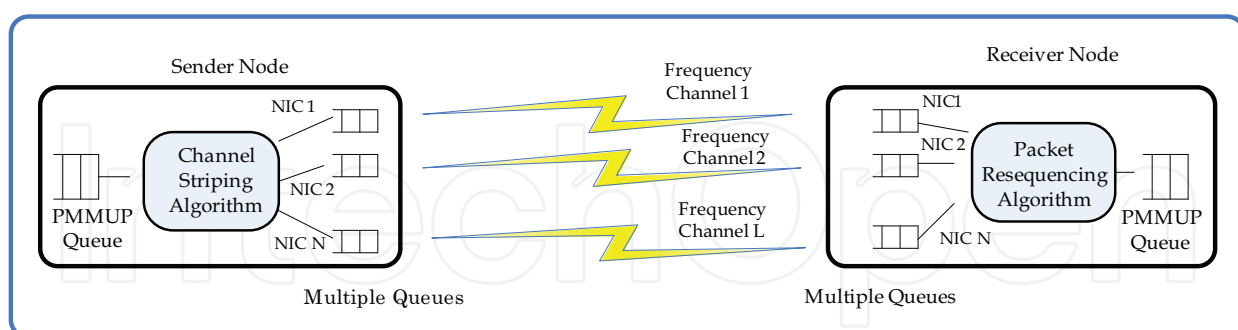 Sender Node
NIC 1
Channel
Striping
Algorithm
NIC 2
PMMUP
Queue
NIC N
Multiple Queues
Frequency
Channel 1
Frequency
Channel 2
Frequency
Channel L
Receiver Node
NIC1
NIC 2
Packet
Resequencing
Algorithm
NIC N
PMMUP
Queue
Multiple Queues
IntechOpen